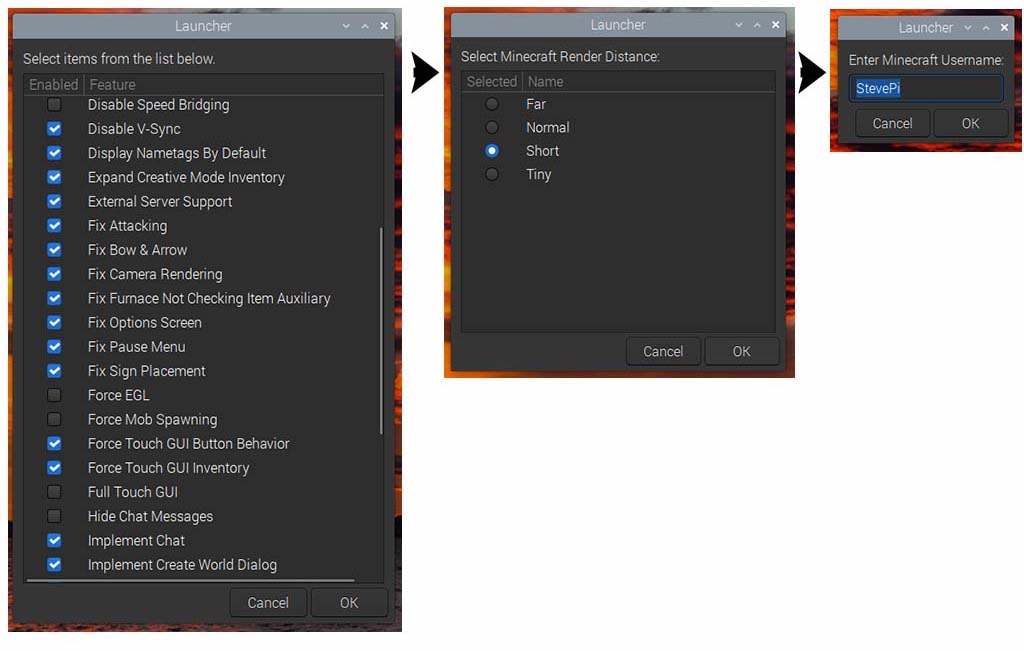 Launcher
Select items from the list below.
Enabled Feature
Disable Speed Bridging
Disable V-Sync
Display Nametags By Default
Expand Creative Mode Inventory
External Server Support
Fix Attacking
Fix Bow & Arrow
Fix Camera Rendering
Fix Furnace Not Checking Item Auxiliary
Fix Options Screen
Fix Pause Menu
Fix Sign Placement
Force EGL
Force Mob Spawning
Force Touch GUI Button Behavior
Force Touch GUI Inventory
Full Touch GUI
Hide Chat Messages
Implement Chat
Implement Create World Dialog
Cancel OK
Launcher
Select Minecraft Render Distance:
Selected Name
Far
Normal
Short
Tiny
Cancel OK
Launcher
Enter Minecraft Username:
StevePi
Cancel OK